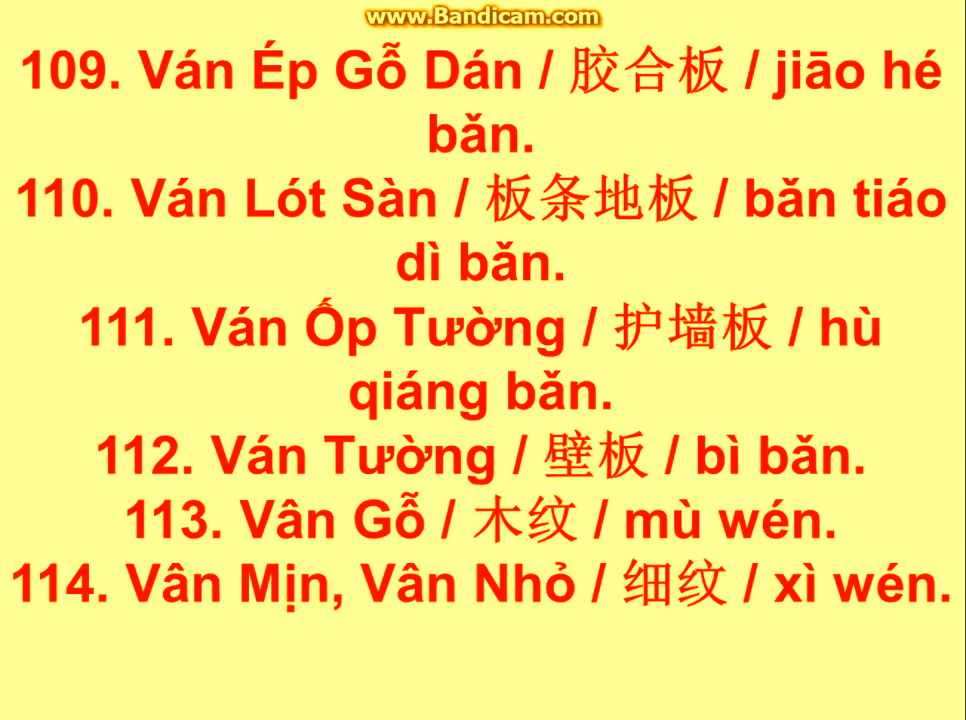 www.Bandicam.com
109. Ván Ép Gỗ Dán / 胶合板 / jiāo hé
bǎn.
110. Ván Lót Sàn / 板条地板 / bǎn tiáo
dì bǎn.
111. Ván Ốp Tường / 护墙板 / hù
qiáng bǎn.
112. Ván Tường / 壁板 / bì bǎn.
113. Vân Gỗ / 木纹 / mù wén.
114. Vân Mịn, Vân Nhỏ / 细纹 / xì wén.